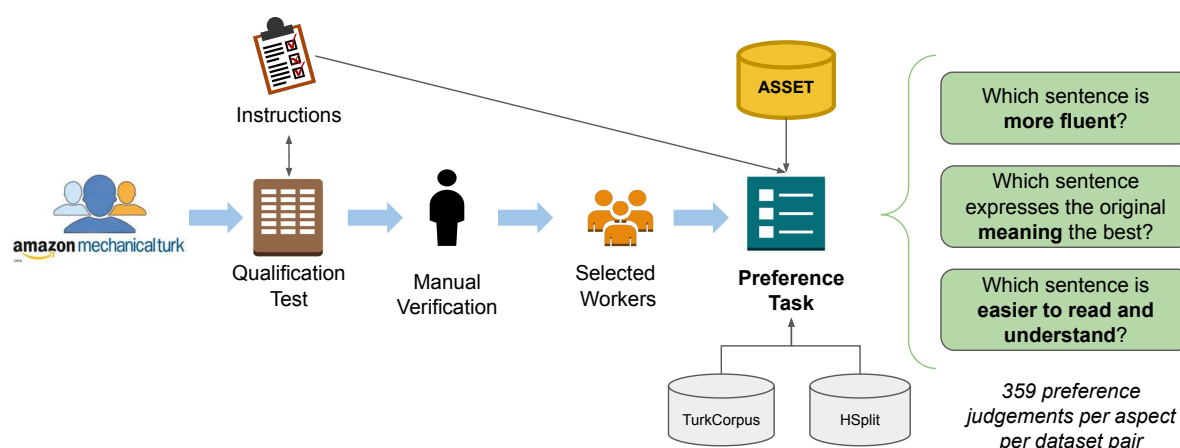 Instructions
amazon mechanical turk
Qualification
Test
Manual
Verification
Selected
Workers
ASSET
Preference
Task
TurkCorpus
HSplit
Which sentence is
more fluent?
Which sentence
expresses the original
meaning the best?
Which sentence is
easier to read and
understand?
359 preference
judgements per aspect
per dataset pair